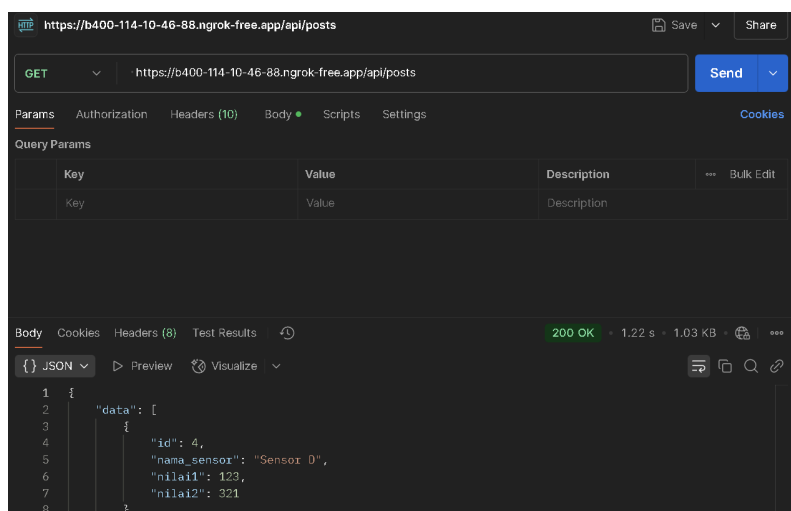 HTTP https://b400-114-10-46-88.ngrok-free.app/api/posts Save Share
GET https://b400-114-10-46-88.ngrok-free.app/api/posts Send
Params Authorization Headers (10) Body Scripts Settings Cookies
Query Params
Key Value Description Bulk Edit
Key Value Description
Body Cookies Headers (8) Test Results 200 OK 1.22 s 1.03 KB
{} JSON Preview Visualize
1 {
2 "data": [
3 {
4 "id": 4,
5 "nama_sensor": "Sensor D",
6 "nilai1": 123,
7 "nilai2": 321
8 }